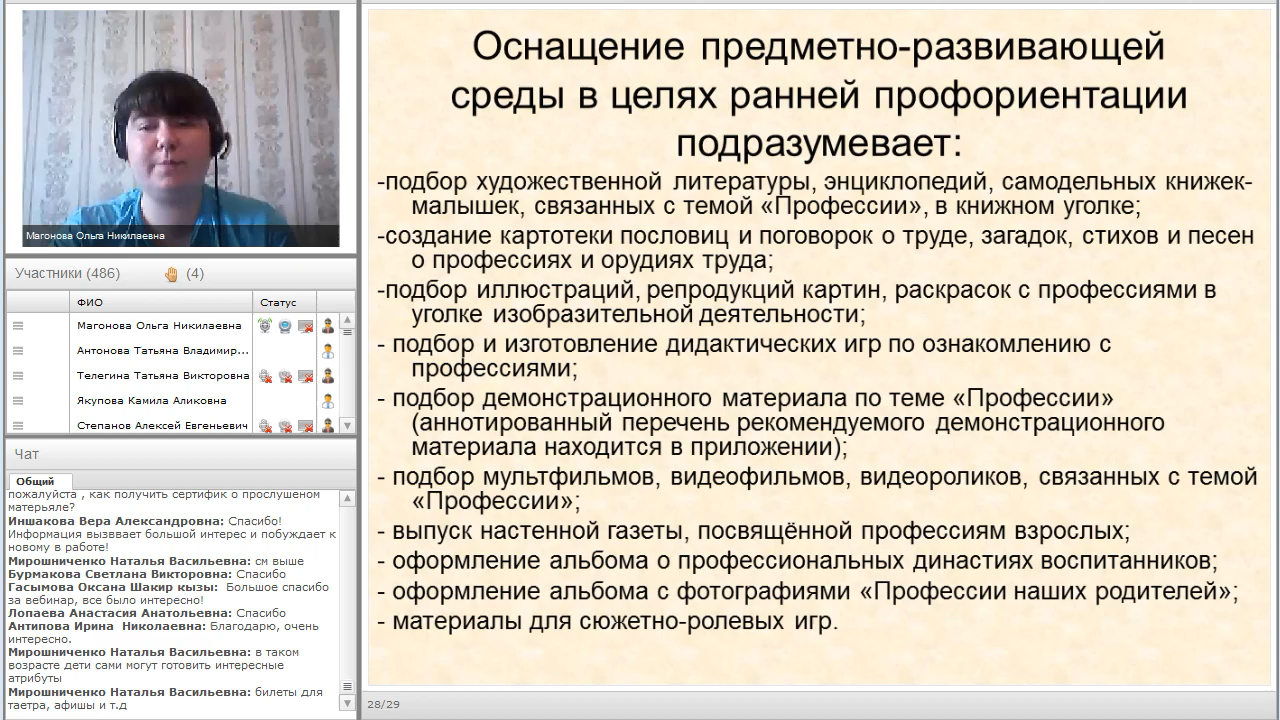 Магонова Ольга Никилаевна
Участники (486) (4)
ФИО Статус
Магонова Ольга Никилаевна
Антонова Татьяна Владимир...
Телегина Татьяна Викторовна
Якупова Камила Аликовна
Степанов Алексей Евгеньевич
Чат
Общий
пожалуйста , как получить сертифик о прослушеном
матерьяле?
Иншакова Вера Александровна: Спасибо!
Информация вызввает большой интерес и побуждает к
новому в работе!
Мирошниченко Наталья Васильевна: см выше
Бурмакова Светлана Викторовна: Спасибо
Гасымова Оксана Шакир кызы: Большое спасибо
за вебинар, все было интересно!
Лопаева Анастасия Анатольевна: Спасибо
Антипова Ирина Николаевна: Благодарю, очень
интересно.
Мирошниченко Наталья Васильевна: в таком
возрасте дети сами могут готовить интересные
атрибуты
Мирошниченко Наталья Васильевна: билеты для
таетра, афишы и т.д
Оснащение предметно-развивающей
среды в целях ранней профориентации
подразумевает:
-подбор художественной литературы, энциклопедий, самодельных книжек-
малышек, связанных с темой «Профессии», в книжном уголке;
-создание картотеки пословиц и поговорок о труде, загадок, стихов и песен
о профессиях и орудиях труда;
-подбор иллюстраций, репродукций картин, раскрасок с профессиями в
уголке изобразительной деятельности;
- подбор и изготовление дидактических игр по ознакомлению с
профессиями;
- подбор демонстрационного материала по теме «Профессии»
(аннотированный перечень рекомендуемого демонстрационного
материала находится в приложении);
- подбор мультфильмов, видеофильмов, видеороликов, связанных с темой
«Профессии»;
- выпуск настенной газеты, посвящённой профессиям взрослых;
- оформление альбома о профессиональных династиях воспитанников;
- оформление альбома с фотографиями «Профессии наших родителей»;
- материалы для сюжетно-ролевых игр.
28/29